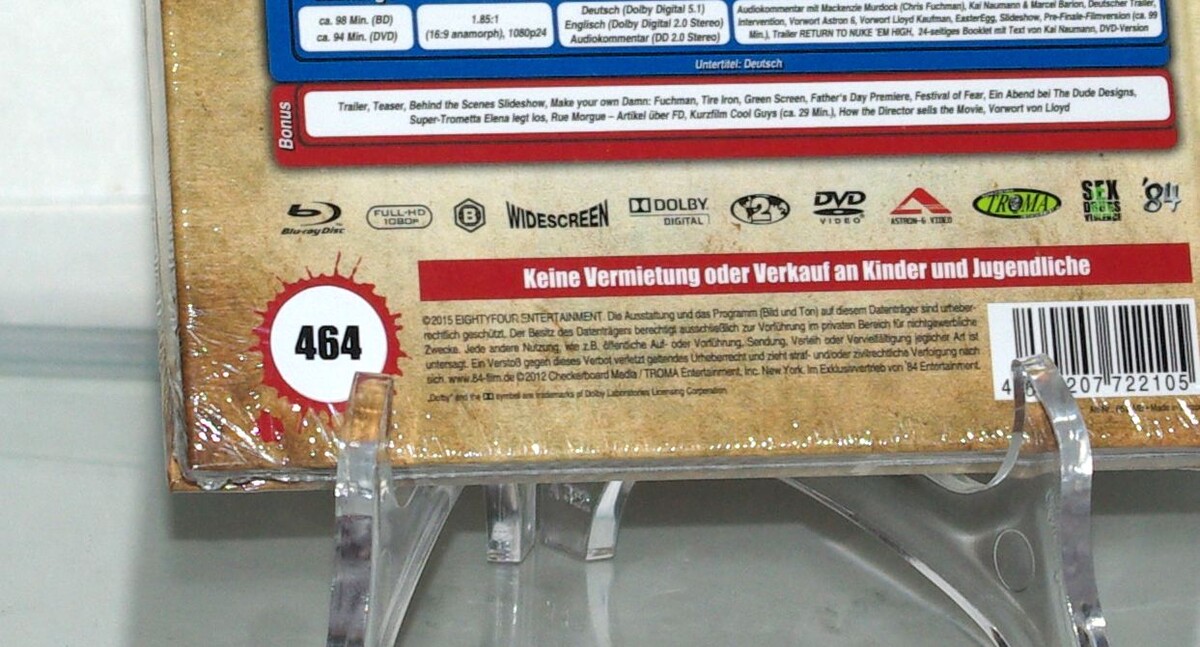 ca. 98 Min. (BD)
ca. 94 Min. (DVD)
1.85:1
(16:9 anamorph), 1080p24
Deutsch (Dolby Digital 5.1)
Englisch (Dolby Digital 2.0 Stereo)
Audiokommentar (DD 2.0 Stereo)
Audiokommentar mit Mackenzie Murdock (Chris Fuchman), Kai Naumann & Marcel Barion, Deutscher Trailer,
Intervention, Vorwort Astron 6, Vorwort Lloyd Kaufman, EasterEgg, Slideshow, Pre-Finale-Filmversion (ca. 99
Min.), Trailer RETURN TO NUKE 'EM HIGH, 24-seitiges Booklet mit Text von Kai Naumann, DVD-Version
Untertitel: Deutsch
Bonus
Trailer, Teaser, Behind the Scenes Slideshow, Make your own Damn: Fuchman, Tire Iron, Green Screen, Father's Day Premiere, Festival of Fear, Ein Abend bei The Dude Designs,
Super-Trometta Elena legt los, Rue Morgue – Artikel über FD, Kurzfilm Cool Guys (ca. 29 Min.), How the Director sells the Movie, Vorwort von Lloyd
Blu-ray Disc
FULL-HD
1080P
B
WIDESCREEN
DOLBY
DIGITAL
2
DVD
VIDEO
ASTRON-6 VIDEO
TROMA
SEX
DRUGS
VIOLENCE
'84
Keine Vermietung oder Verkauf an Kinder und Jugendliche
464
©2015 EIGHTYFOUR ENTERTAINMENT. Die Ausstattung und das Programm (Bild und Ton) auf diesem Datenträger sind urheber-
rechtlich geschützt. Der Besitz des Datenträgers berechtigt ausschließlich zur Vorführung im privaten Bereich für nichtgewerbliche
Zwecke. Jede andere Nutzung, wie z.B. öffentliche Auf- oder Vorführung, Sendung, Verleih oder Vervielfältigung jeglicher Art ist
untersagt. Ein Verstoß gegen dieses Verbot verletzt geltendes Urheberrecht und zieht straf- und/oder zivilrechtliche Verfolgung nach
sich. www.84-film.de ©2012 Checkerboard Media / TROMA Entertainment, Inc. New York. Im Exklusivvertrieb von '84 Entertainment.
„Dolby" and the symbol are trademarks of Dolby Laboratories Licensing Corporation.
207722105